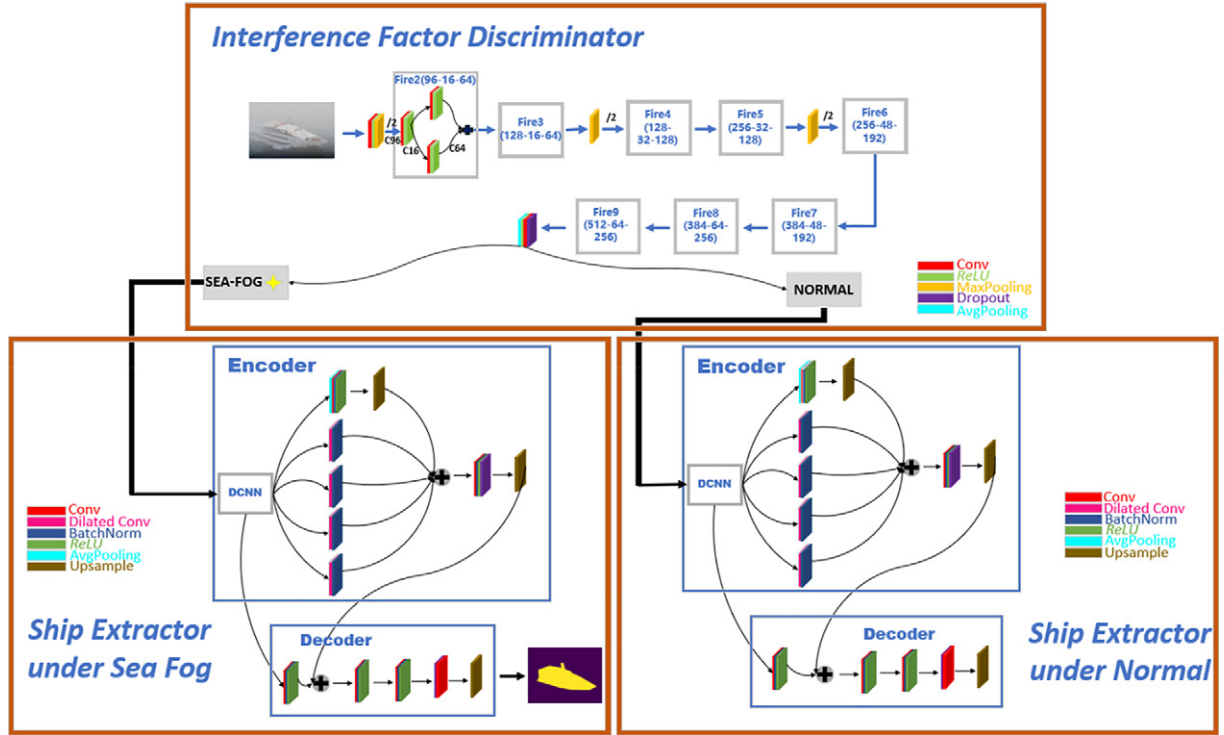 Interference Factor Discriminator
Fire2(96-16-64)
/2
C96
C16
C64
Fire3
(128-16-64)
/2
Fire4
(128-
32-128)
Fire5
(256-32-
128)
/2
Fire6
(256-48-
192)
Fire9
(512-64-
256)
Fire8
(384-64-
256)
Fire7
(384-48-
192)
SEA-FOG
NORMAL
Conv
ReLU
MaxPooling
Dropout
AvgPooling
Encoder
DCNN
Conv
Dilated Conv
BatchNorm
ReLU
AvgPooling
Upsample
Ship Extractor
under Sea Fog
Decoder
Encoder
DCNN
Conv
Dilated Conv
BatchNorm
ReLU
AvgPooling
Upsample
Decoder
Ship Extractor
under Normal